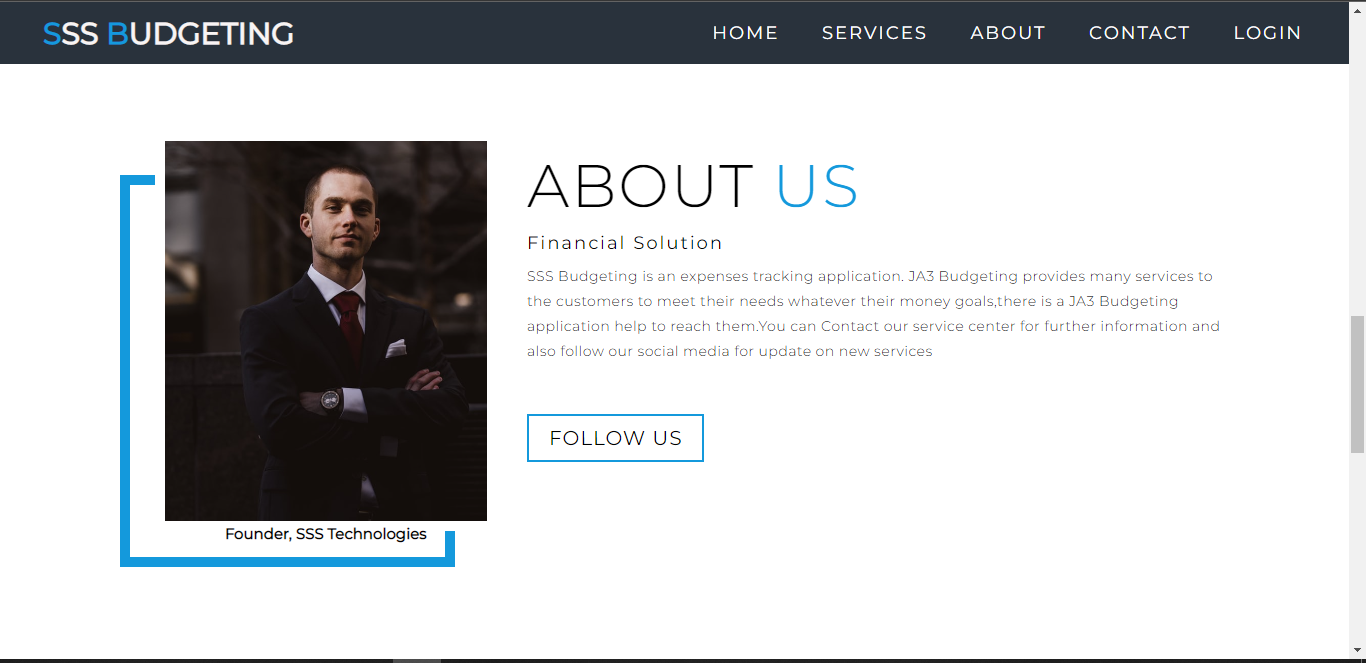 SSS BUDGETING
HOME SERVICES ABOUT CONTACT LOGIN
ABOUT US
Financial Solution
SSS Budgeting is an expenses tracking application. JA3 Budgeting provides many services to
the customers to meet their needs whatever their money goals,there is a JA3 Budgeting
application help to reach them.You can Contact our service center for further information and
also follow our social media for update on new services
FOLLOW US
Founder, SSS Technologies